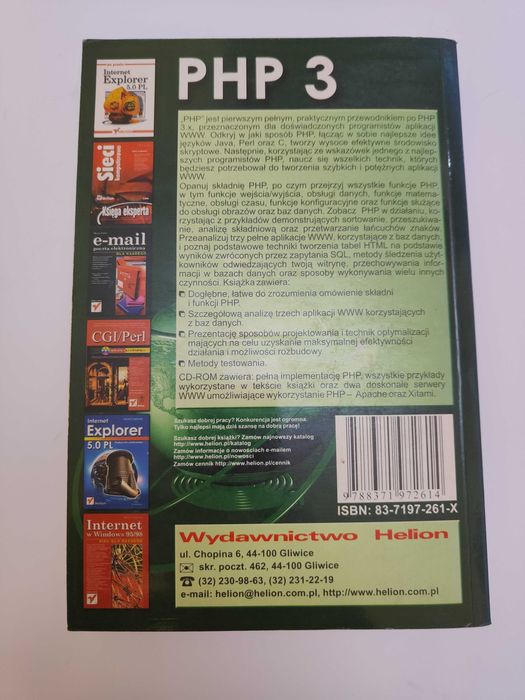 PHP 3
„PHP" jest pierwszym pełnym, praktycznym przewodnikiem po PHP
3.x, przeznaczonym dla doświadczonych programistów aplikacji
WWW. Odkryj w jaki sposób PHP, łącząc w sobie najlepsze idee
języków Java, Perl oraz C, tworzy wysoce efektywne środowisko
skryptowe. Następnie, korzystając ze wskazówek jednego z najlep-
szych programistów PHP, naucz się wszelkich technik, których
będziesz potrzebował do tworzenia szybkich i potężnych aplikacji
WWW.
Opanuj składnię PHP, po czym przejrzyj wszystkie funkcje PHP,
w tym funkcje wejścia/wyjścia, obsługi danych, funkcje matema-
tyczne, obsługi czasu, funkcje konfiguracyjne oraz funkcje służące
do obsługi obrazów oraz baz danych. Zobacz PHP w działaniu, ko-
rzystając z przykładów demonstrujących sortowanie, przeszukiwa-
nie, analizę składniową oraz przetwarzanie łańcuchów znaków.
Przeanalizuj trzy pełne aplikacje WWW, korzystające z baz danych,
i poznaj podstawowe techniki tworzenia tabel HTML na podstawie
wyników zwróconych przez zapytania SQL, metody śledzenia użyt-
kowników odwiedzających twoją witrynę, przechowywania infor-
macji w bazach danych oraz sposoby wykonywania wielu innych
czynności. Książka zawiera:
Dogłębne, łatwe do zrozumienia omówienie składni
i funkcji PHP.
Szczegółową analizę trzech aplikacji WWW korzystających
z baz danych.
Prezentację sposobów projektowania i technik optymalizacji
mających na celu uzyskanie maksymalnej efektywności
działania i możliwości rozbudowy.
Metody testowania.
CD-ROM zawiera: pełną implementację PHP, wszystkie przykłady
wykorzystane w tekście książki oraz dwa doskonałe serwery
WWW umożliwiające wykorzystanie PHP – Apache oraz Xitami.
Szukasz dobrej pracy? Konkurencja jest ogromna.
Tylko najlepsi mają dziś szansę na dobrą pracę!
Szukasz dobrej książki? Zamów najnowszy katalog
http://www.helion.pl/katalog
Zamów informacje o nowościach e-mailem
http://www.helion.pl/nowosci
Zamów cennik http://www.helion.pl/cennik
9 788371 972614
ISBN: 83-7197-261-X
Wydawnictwo Helion
ul. Chopina 6, 44-100 Gliwice
skr. poczt. 462, 44-100 Gliwice
(32) 230-98-63, (32) 231-22-19
e-mail: helion@helion.com.pl, http://www.helion.com.pl
Internet
Explorer
5.0 PL
Sieci
komputerowe
Księga eksperta
e-mail
poczta elektroniczna
CGI/Perl
Internet
Explorer
5.0 PL
Internet
w Windows 95/98